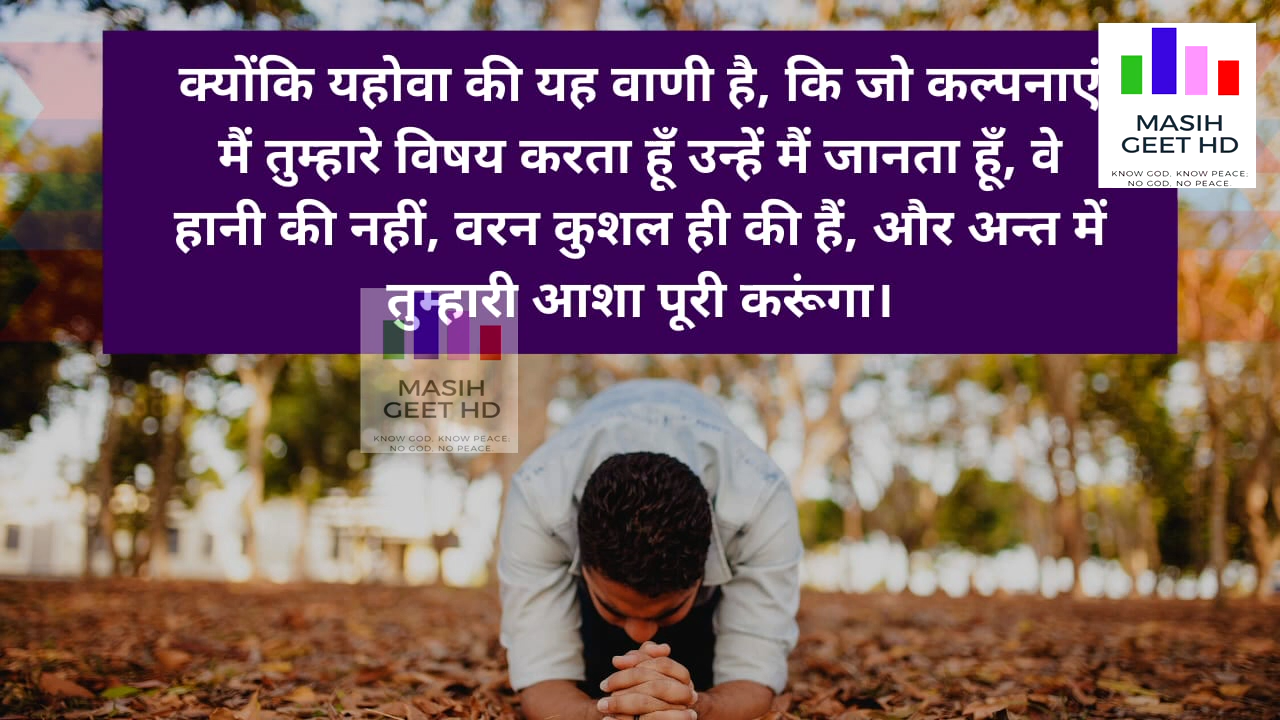 क्योंकि यहोवा की यह वाणी है, कि जो कल्पनाएं
मैं तुम्हारे विषय करता हूँ उन्हें मैं जानता हूँ, वे
हानी की नहीं, वरन कुशल ही की हैं, और अन्त में
तुम्हारी आशा पूरी करूंगा।
MASIH
GEET HD
KNOW GOD, KNOW PEACE;
NO GOD, NO PEACE.
MASIH
GEET HD
KNOW GOD, KNOW PEACE;
NO GOD, NO PEACE.